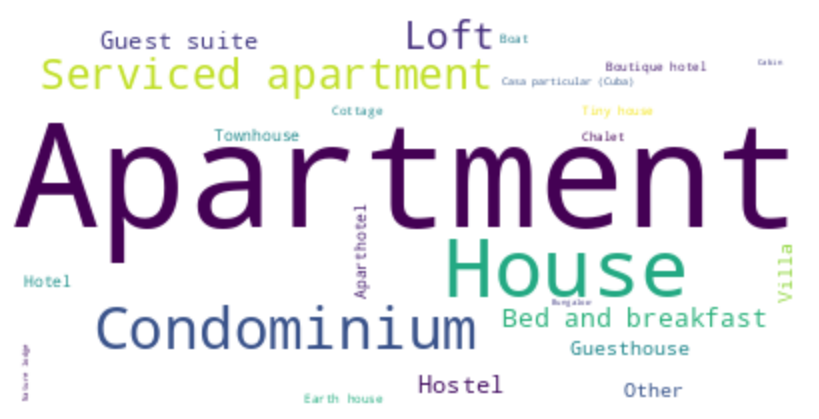 Guest suite
Loft
Boat
Serviced apartment
Boutique hotel
Cabin
Casa particular (Cuba)
Cottage
Tiny house
Townhouse
Chalet
Apartment
Aparthotel
House
Villa
Hotel
Bungalow
Condominium
Bed and breakfast
Guesthouse
Nature lodge
Hostel
Other
Earth house